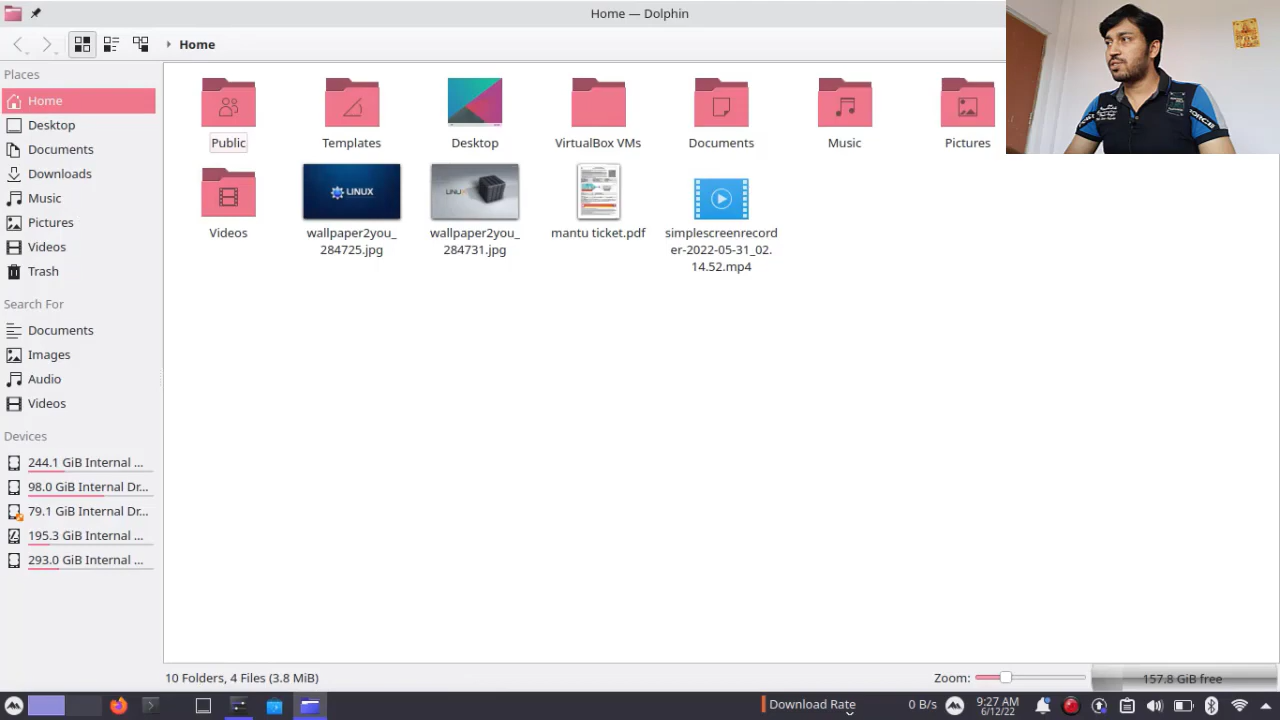 Home — Dolphin
Home
Places
Home
Desktop
Documents
Downloads
Music
Pictures
Videos
Trash
Search For
Documents
Images
Audio
Videos
Devices
244.1 GiB Internal ...
98.0 GiB Internal Dr...
79.1 GiB Internal Dr...
195.3 GiB Internal ...
293.0 GiB Internal ...
Public
Templates
Desktop
VirtualBox VMs
Documents
Music
Pictures
LINUX
Videos
wallpaper2you_
284725.jpg
wallpaper2you_
284731.jpg
mantu ticket.pdf
simplescreenrecord
er-2022-05-31_02.
14.52.mp4
10 Folders, 4 Files (3.8 MiB)
Zoom:
157.8 GiB free
Download Rate
0 B/s
9:27 AM
6/12/22